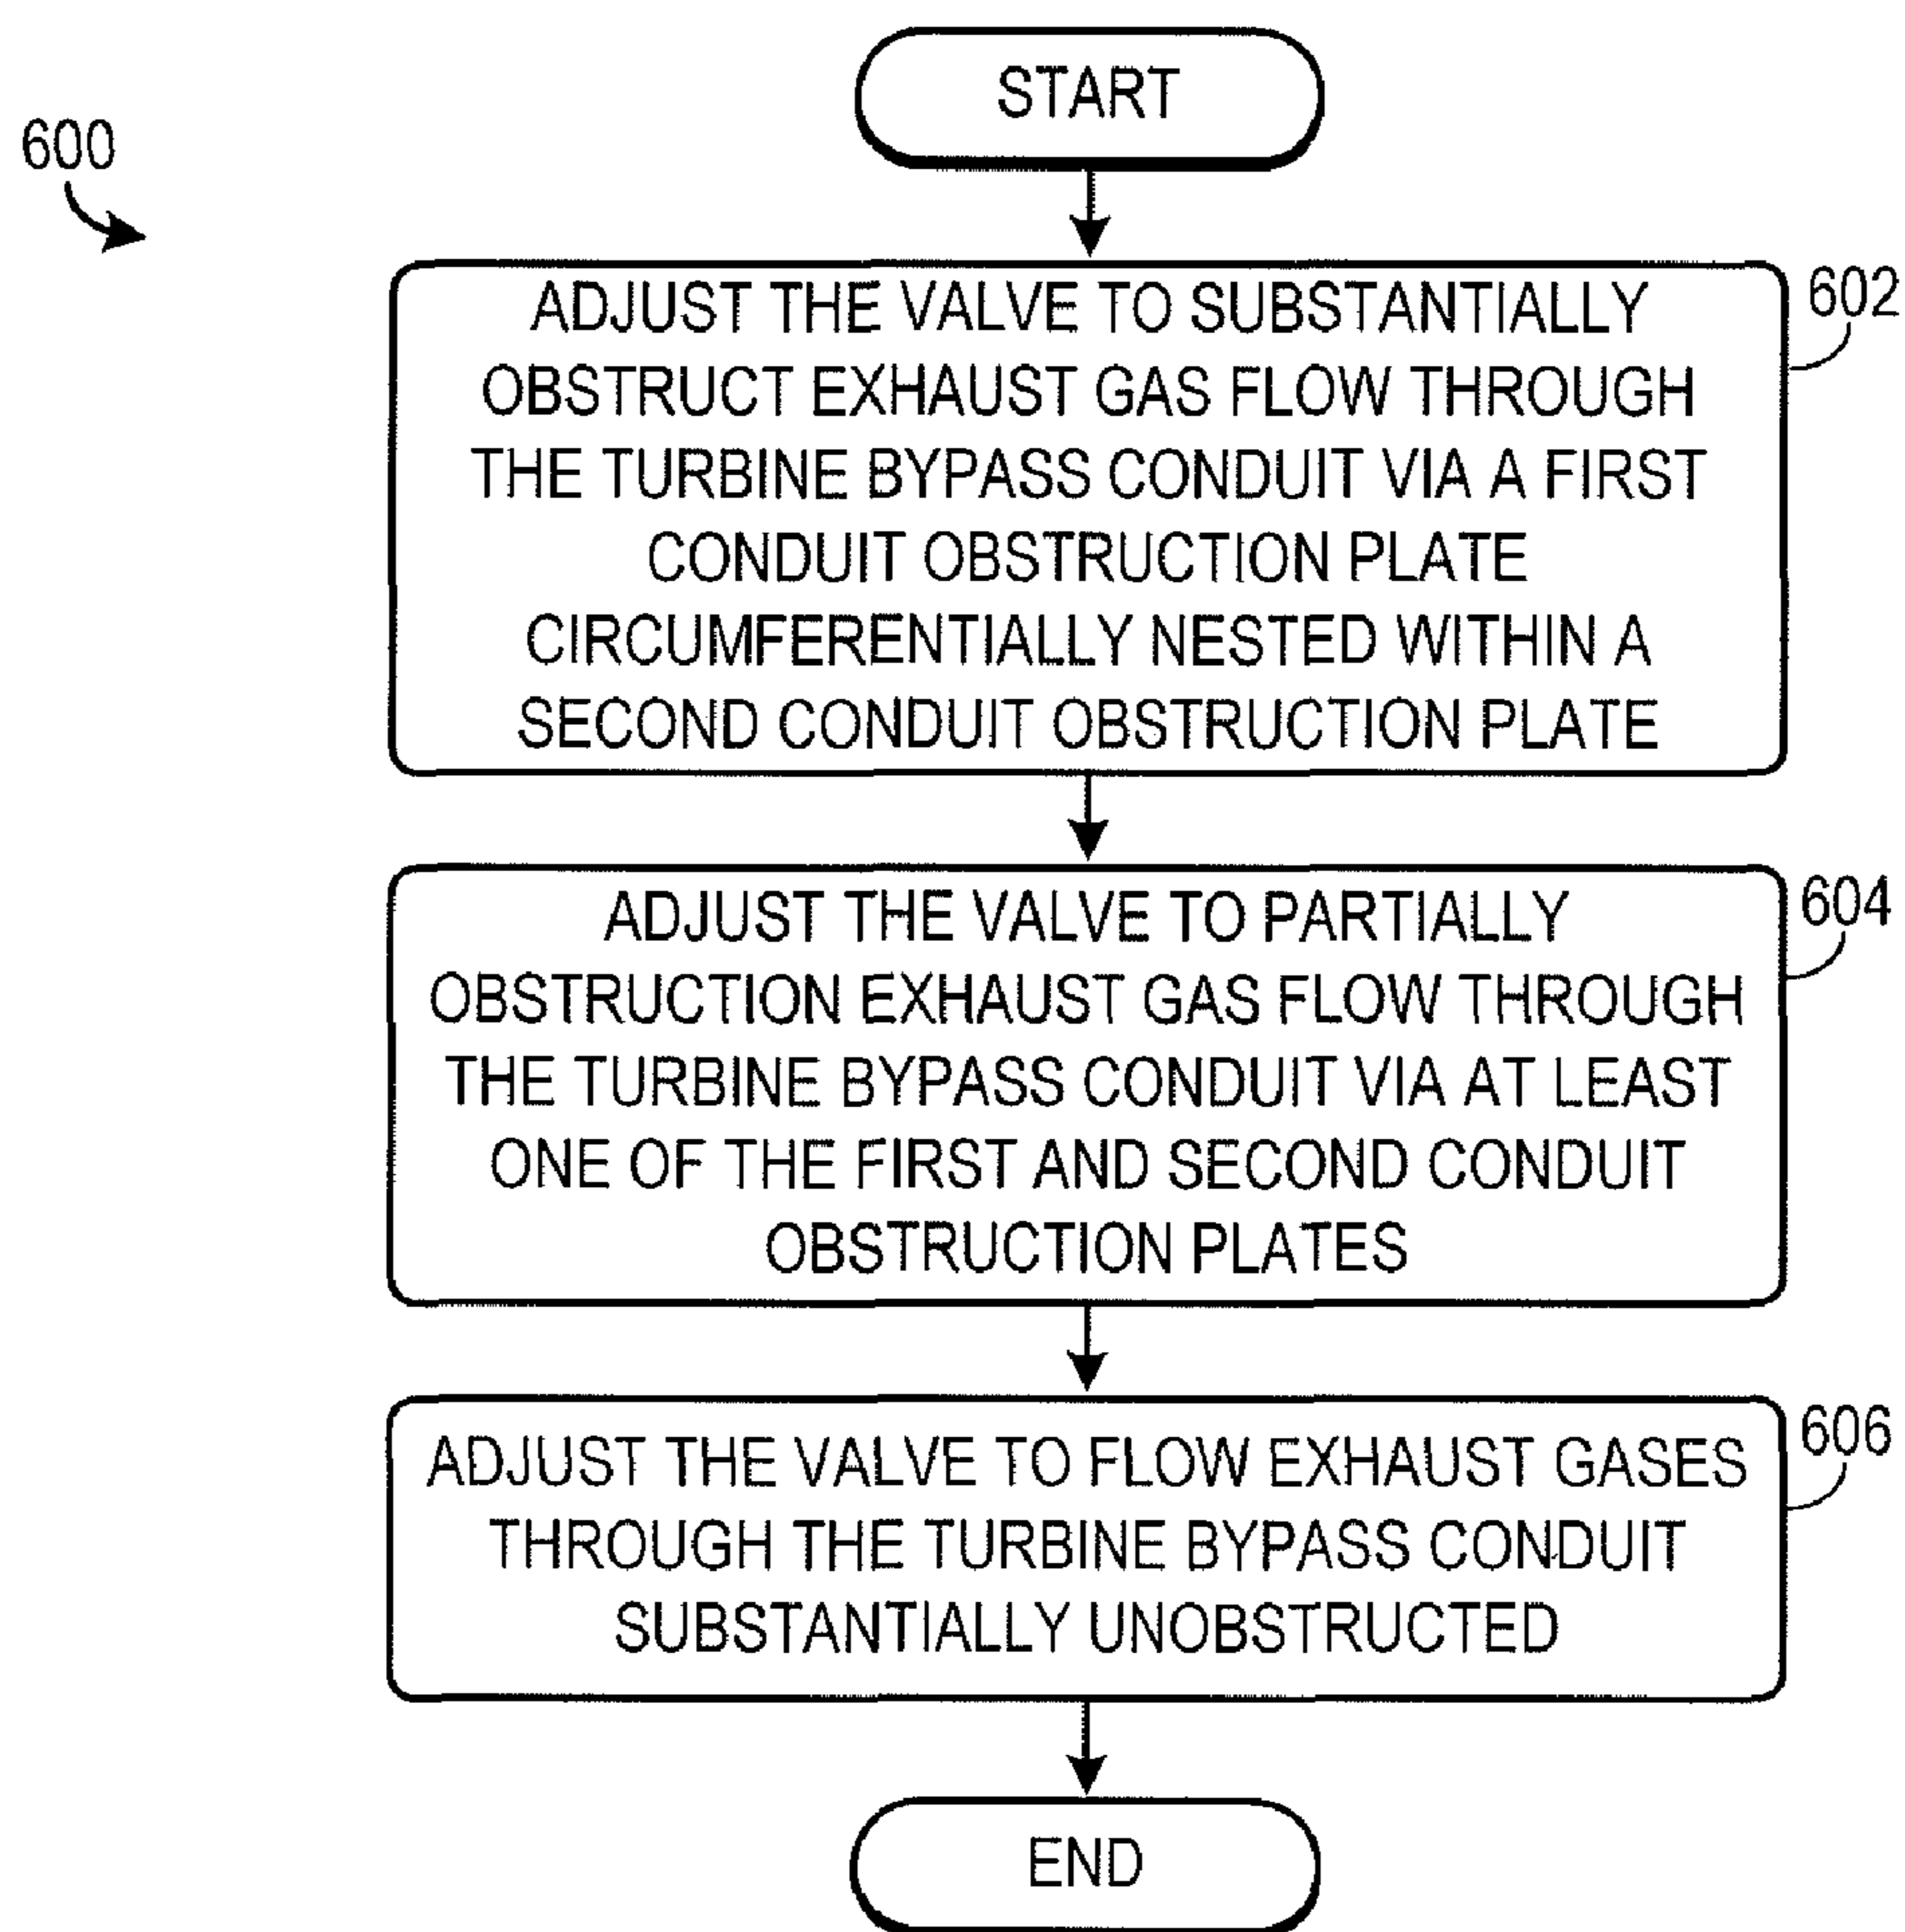 START
600
ADJUST THE VALVE TO SUBSTANTIALLY
OBSTRUCT EXHAUST GAS FLOW THROUGH
THE TURBINE BYPASS CONDUIT VIA A FIRST
CONDUIT OBSTRUCTION PLATE
CIRCUMFERENTIALLY NESTED WITHIN A
SECOND CONDUIT OBSTRUCTION PLATE
602
ADJUST THE VALVE TO PARTIALLY
OBSTRUCTION EXHAUST GAS FLOW THROUGH
THE TURBINE BYPASS CONDUIT VIA AT LEAST
ONE OF THE FIRST AND SECOND CONDUIT
OBSTRUCTION PLATES
604
ADJUST THE VALVE TO FLOW EXHAUST GASES
THROUGH THE TURBINE BYPASS CONDUIT
SUBSTANTIALLY UNOBSTRUCTED
606
END